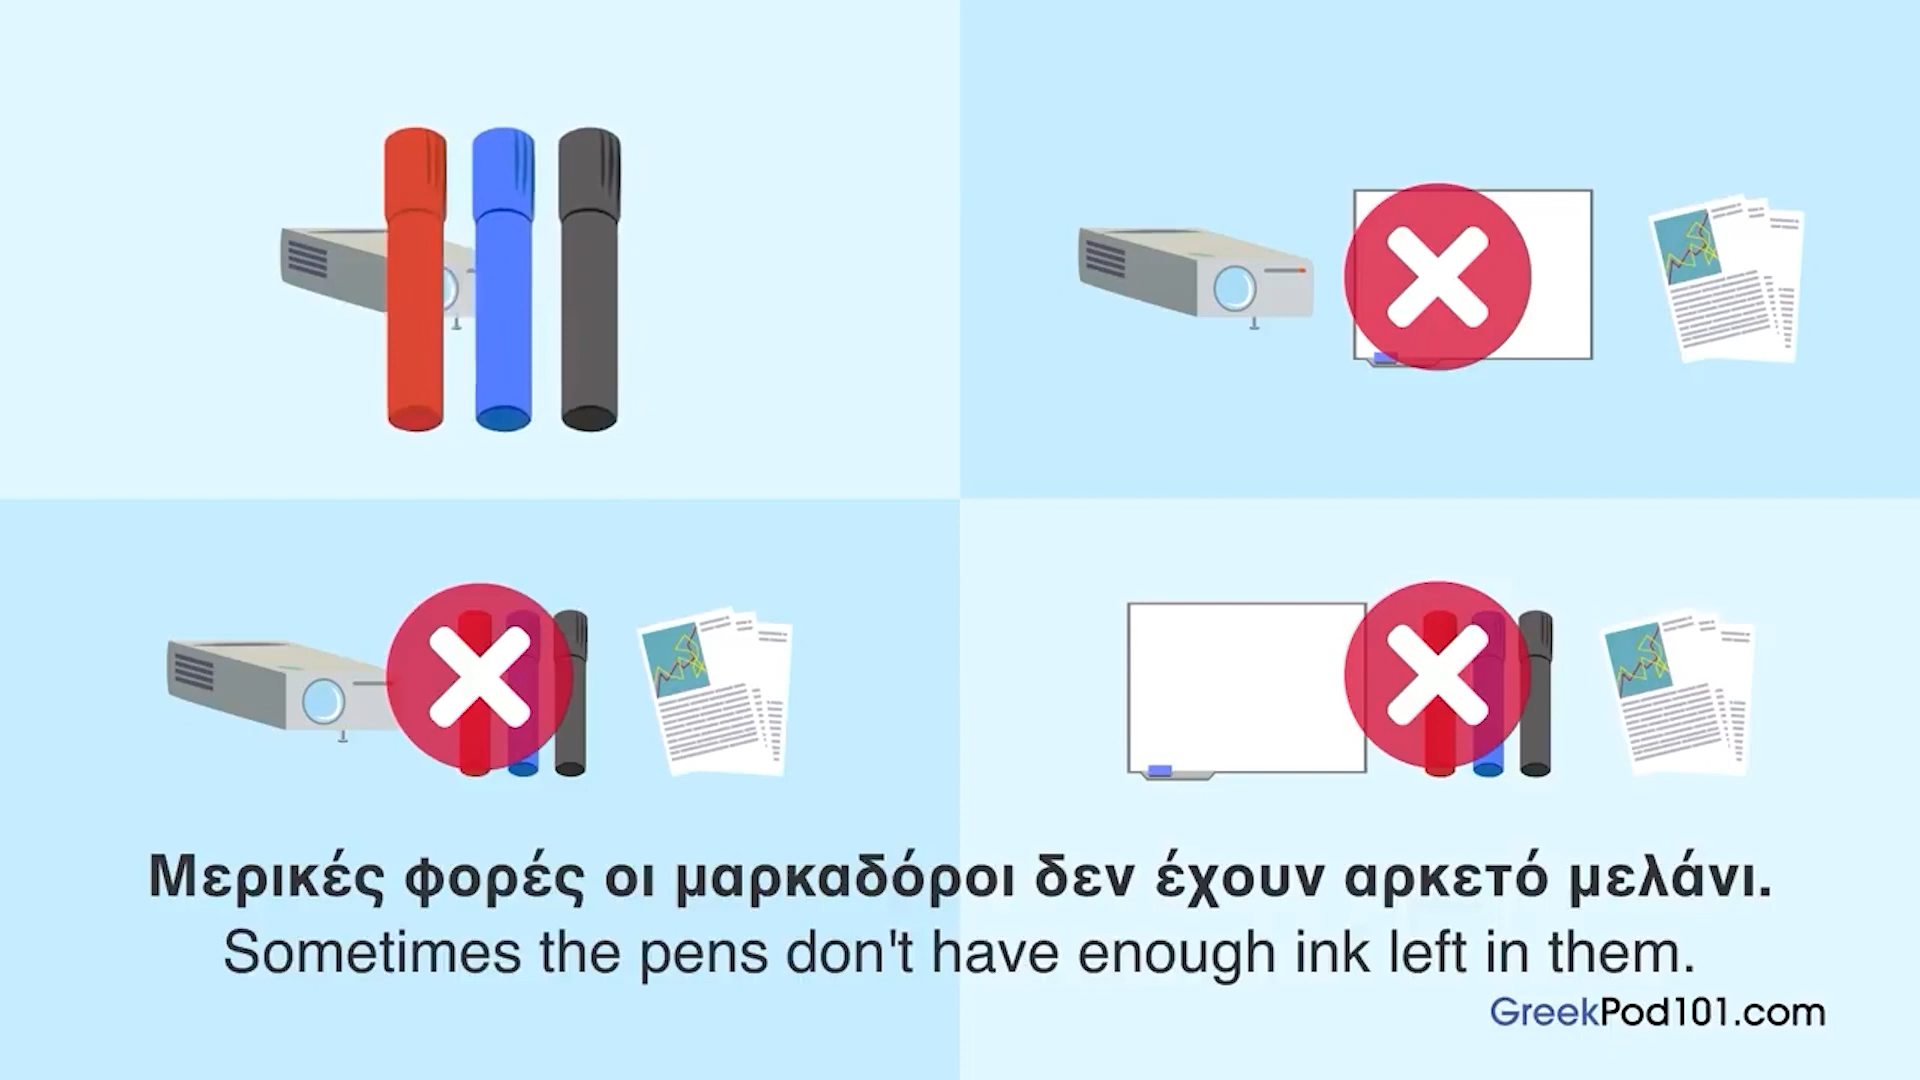 Μερικές φορές οι μαρκαδόροι δεν έχουν αρκετό μελάνι.
Sometimes the pens don't have enough ink left in them.
GreekPod101.com